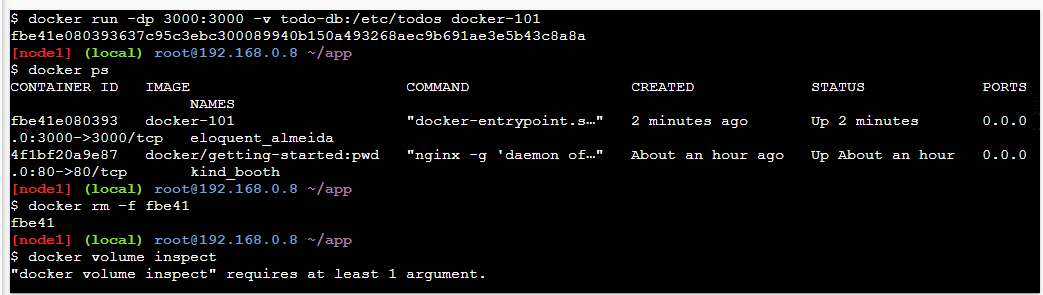 $ docker run -dp 3000:3000 -v todo-db:/etc/todos docker-101
fbe41e080393637c95c3ebc300089940b150a493268aec9b691ae3e5b43c8a8a
[node1] (local) root@192.168.0.8 ~/app
$ docker ps
CONTAINER ID   IMAGE                        COMMAND                  CREATED             STATUS             PORTS
                    NAMES
fbe41e080393   docker-101                   "docker-entrypoint.s…"   2 minutes ago       Up 2 minutes       0.0.0
.0:3000->3000/tcp   eloquent_almeida
4f1bf20a9e87   docker/getting-started:pwd   "nginx -g 'daemon of…"   About an hour ago   Up About an hour   0.0.0
.0:80->80/tcp       kind_booth
[node1] (local) root@192.168.0.8 ~/app
$ docker rm -f fbe41
fbe41
[node1] (local) root@192.168.0.8 ~/app
$ docker volume inspect
"docker volume inspect" requires at least 1 argument.